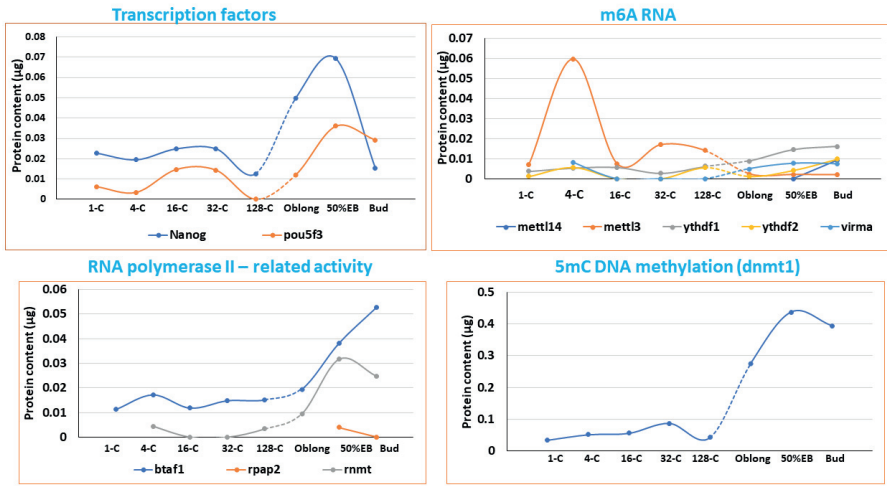 Transcription factors
Protein content (µg)
0.08
0.07
0.06
0.05
0.04
0.03
0.02
0.01
0
1-C 4-C 16-C 32-C 128-C Oblong 50%EB Bud
Nanog pou5f3
m6A RNA
Protein content (µg)
0.07
0.06
0.05
0.04
0.03
0.02
0.01
0
1-C 4-C 16-C 32-C 128-C Oblong 50%EB Bud
mettl14 mettl3 ythdf1 ythdf2 virma
RNA polymerase II – related activity
Protein content (µg)
0.06
0.05
0.04
0.03
0.02
0.01
0
1-C 4-C 16-C 32-C 128-C Oblong 50%EB Bud
btaf1 rpap2 rnmt
5mC DNA methylation (dnmt1)
Protein content (µg)
0.5
0.4
0.3
0.2
0.1
0
1-C 4-C 16-C 32-C 128-C Oblong 50%EB Bud